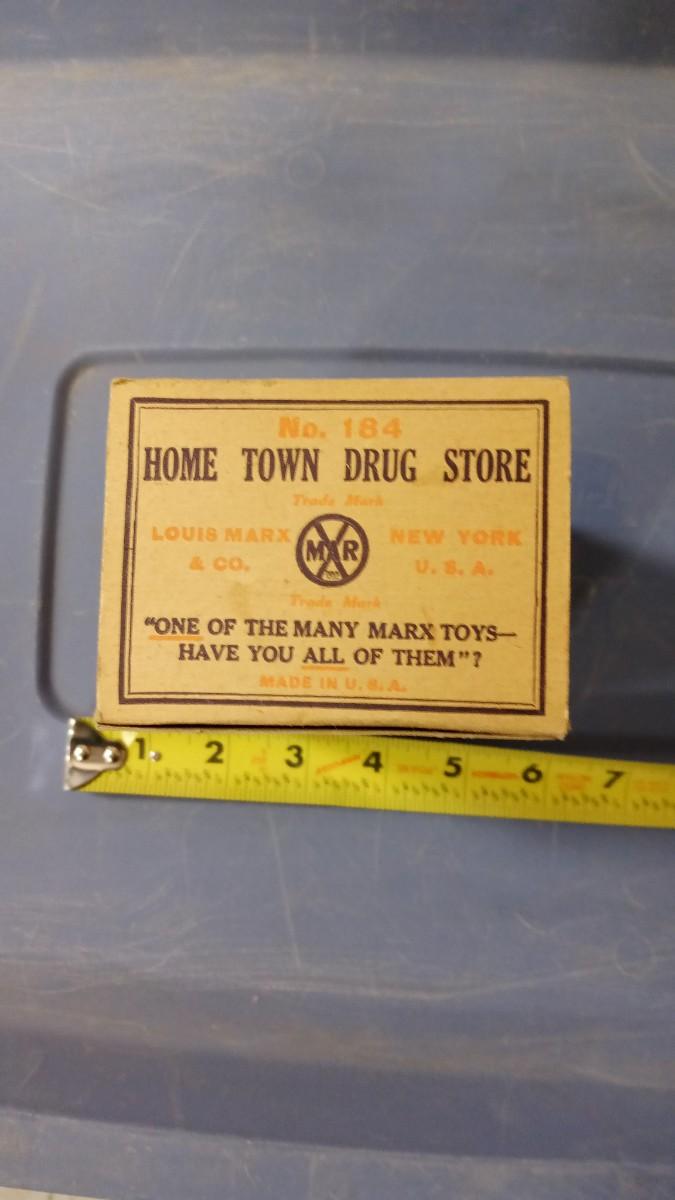 No. 184
HOME TOWN DRUG STORE
Trade Mark
LOUIS MARX & CO.
MAR
NEW YORK U. S. A.
Trade Mark
"ONE OF THE MANY MARX TOYS—
HAVE YOU ALL OF THEM"?
MADE IN U. S. A.
1 2 3 4 5 6 7